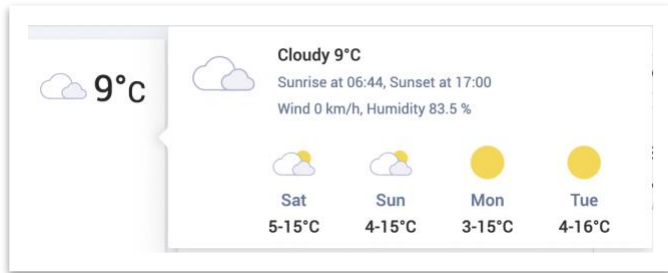 9°C
Cloudy 9°C
Sunrise at 06:44, Sunset at 17:00
Wind 0 km/h, Humidity 83.5 %
Sat Sun Mon Tue
5-15°C 4-15°C 3-15°C 4-16°C